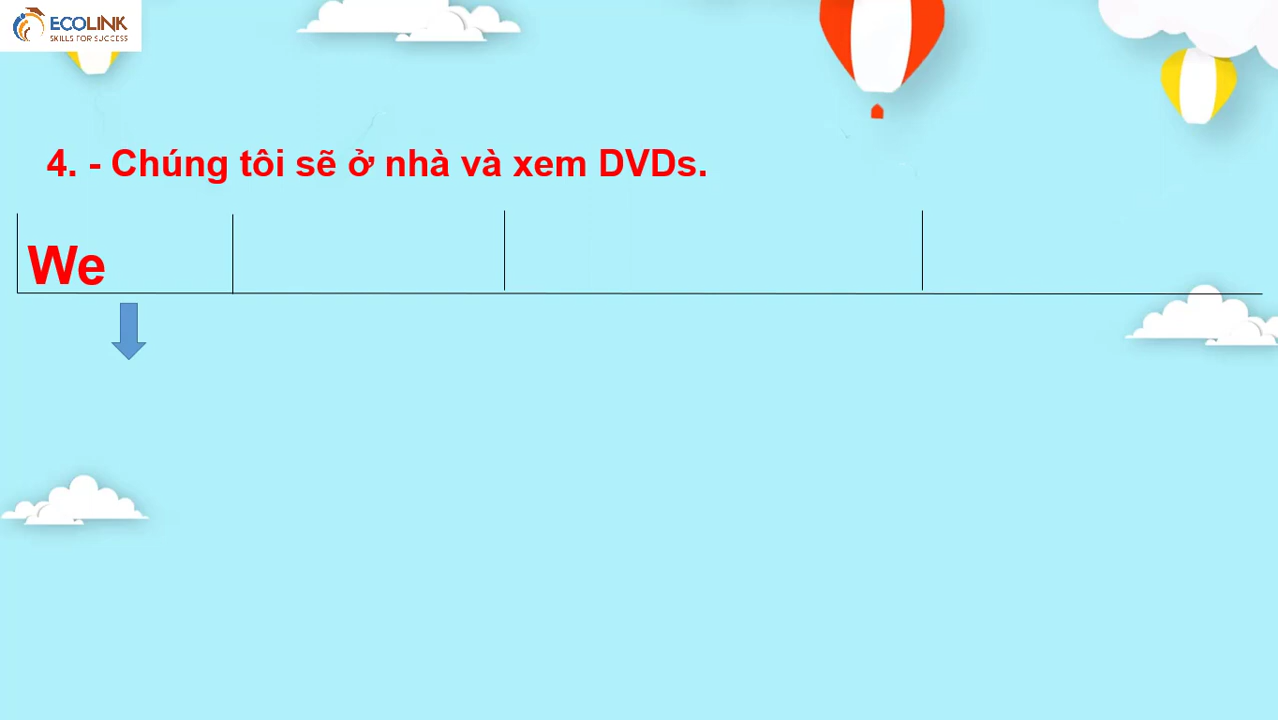 ECOLINK
SKILLS FOR SUCCESS
4. - Chúng tôi sẽ ở nhà và xem DVDs.
We